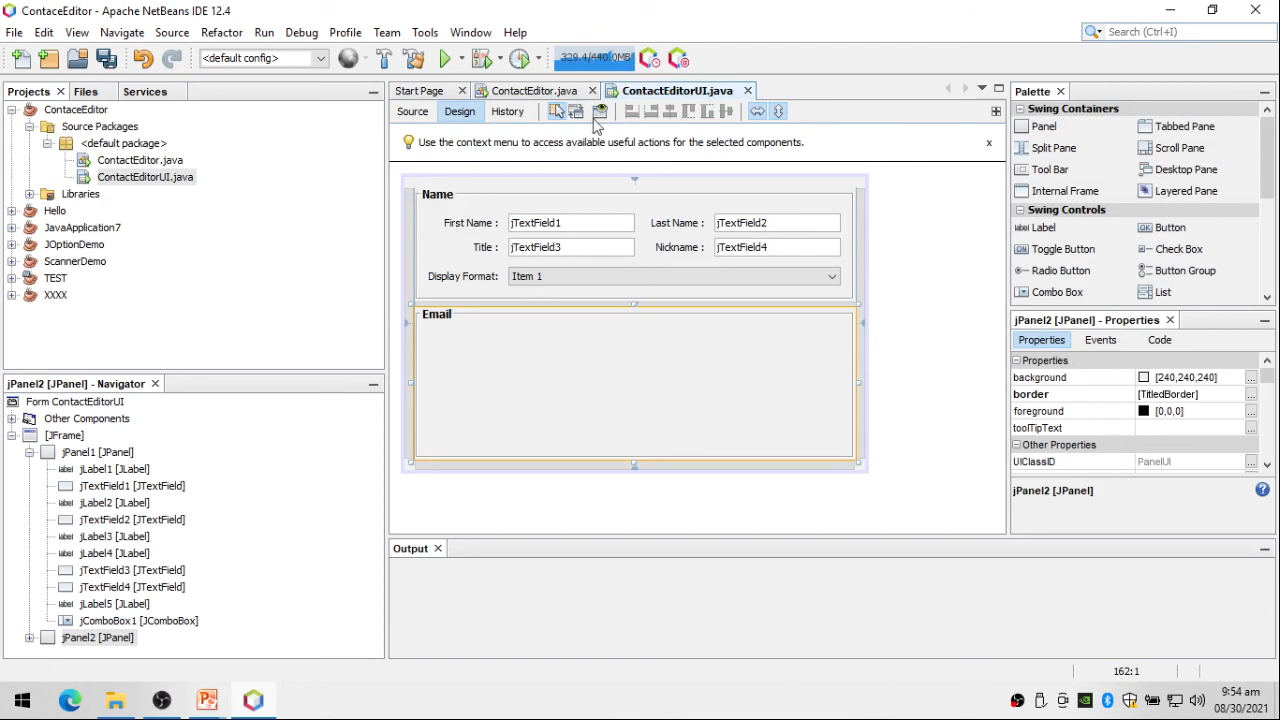 ContaceEditor - Apache NetBeans IDE 12.4
File Edit View Navigate Source Refactor Run Debug Profile Team Tools Window Help
Search (Ctrl+I)
<default config>
329.4/440.0MB
Projects Files Services
Start Page ContactEditor.java ContactEditorUI.java
Palette
Source Design History
ContaceEditor
Source Packages
<default package>
ContactEditor.java
ContactEditorUI.java
Libraries
Hello
JavaApplication7
JOptionDemo
ScannerDemo
TEST
XXXX
Use the context menu to access available useful actions for the selected components.
x
Name
First Name : jTextField1 Last Name : jTextField2
Title : jTextField3 Nickname : jTextField4
Display Format: Item 1
Email
Swing Containers
Panel Tabbed Pane
Split Pane Scroll Pane
Tool Bar Desktop Pane
Internal Frame Layered Pane
Swing Controls
Label Button
Toggle Button Check Box
Radio Button Button Group
Combo Box List
jPanel2 [JPanel] - Properties
Properties Events Code
Properties
background [240,240,240] ...
border [TitledBorder] ...
foreground [0,0,0] ...
toolTipText ...
Other Properties
UIClassID PanelUI ...
jPanel2 [JPanel]
jPanel2 [JPanel] - Navigator
Form ContactEditorUI
Other Components
[JFrame]
jPanel1 [JPanel]
label jLabel1 [JLabel]
jTextField1 [JTextField]
label jLabel2 [JLabel]
jTextField2 [JTextField]
label jLabel3 [JLabel]
label jLabel4 [JLabel]
jTextField3 [JTextField]
jTextField4 [JTextField]
label jLabel5 [JLabel]
jComboBox1 [JComboBox]
jPanel2 [JPanel]
Output
162:1
9:54 am
08/30/2021